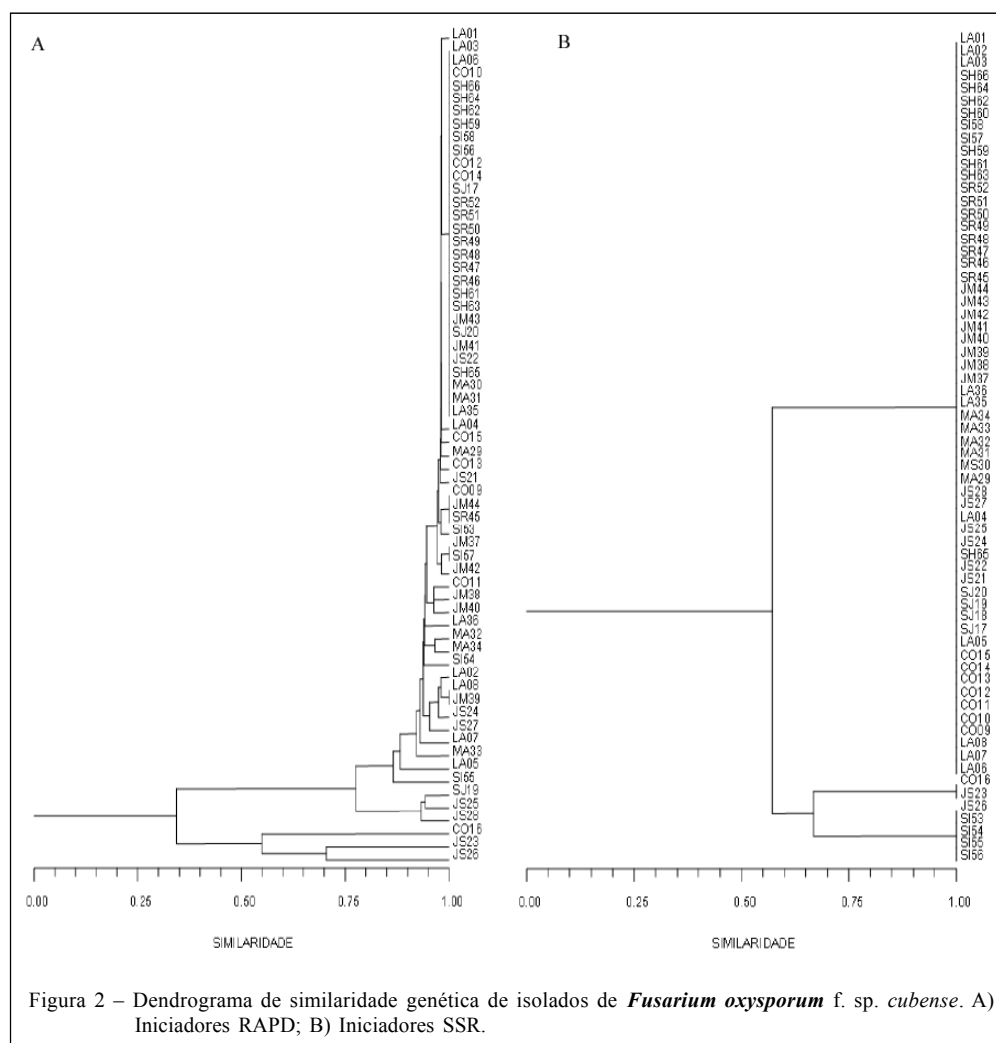 A
LA01
LA03
LA06
CO10
SH66
SH64
SH62
SH59
SI58
SI56
CO12
CO14
SJ17
SR52
SR51
SR50
SR49
SR48
SR47
SR46
SH61
SH63
JM43
SJ20
JM41
JS22
SH65
MA30
MA31
LA35
LA04
CO15
MA29
CO13
JS21
CO09
JM44
SR45
SI53
JM37
SI57
JM42
CO11
JM38
JM40
LA36
MA32
MA34
SI54
LA02
LA08
JM39
JS24
JS27
LA07
MA33
LA05
SI55
SJ19
JS25
JS28
CO16
JS23
JS26
0.00 0.25 0.50 0.75 1.00
SIMILARIDADE
B
LA01
LA02
LA03
SH66
SH64
SH62
SH60
SI58
SI57
SH59
SH61
SH63
SR52
SR51
SR50
SR49
SR48
SR47
SR46
SR45
JM44
JM43
JM42
JM41
JM40
JM39
JM38
JM37
LA36
LA35
MA34
MA33
MA32
MA31
MS30
MA29
JS28
JS27
LA04
JS25
JS24
SH65
JS22
JS21
SJ20
SJ19
SJ18
SJ17
LA05
CO15
CO14
CO13
CO12
CO11
CO10
CO09
LA08
LA07
LA06
CO16
JS23
JS26
SI53
SI54
SI55
SI56
0.00 0.25 0.50 0.75 1.00
SIMILARIDADE
Figura 2 – Dendrograma de similaridade genética de isolados de Fusarium oxysporum f. sp. cubense. A)
Iniciadores RAPD; B) Iniciadores SSR.